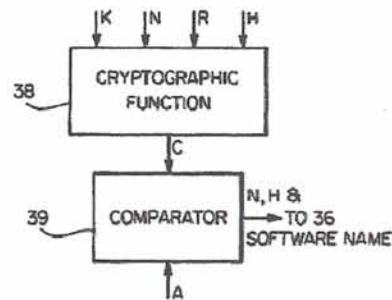 K N R H
CRYPTOGRAPHIC
FUNCTION
38
C
COMPARATOR
39
N, H &
TO 36
SOFTWARE NAME
A